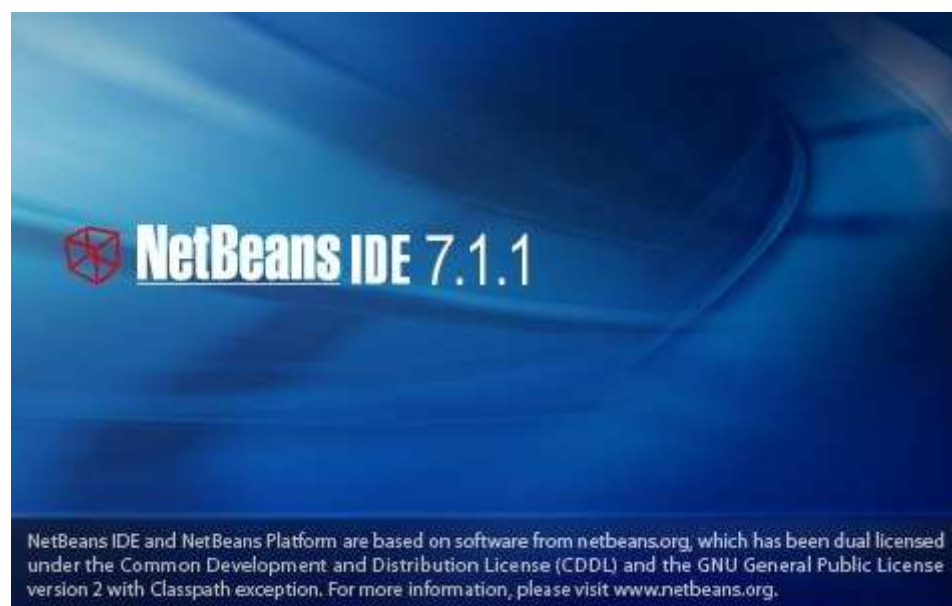 NetBeans IDE 7.1.1
NetBeans IDE and NetBeans Platform are based on software from netbeans.org, which has been dual licensed
under the Common Development and Distribution License (CDDL) and the GNU General Public License
version 2 with Classpath exception. For more information, please visit www.netbeans.org.